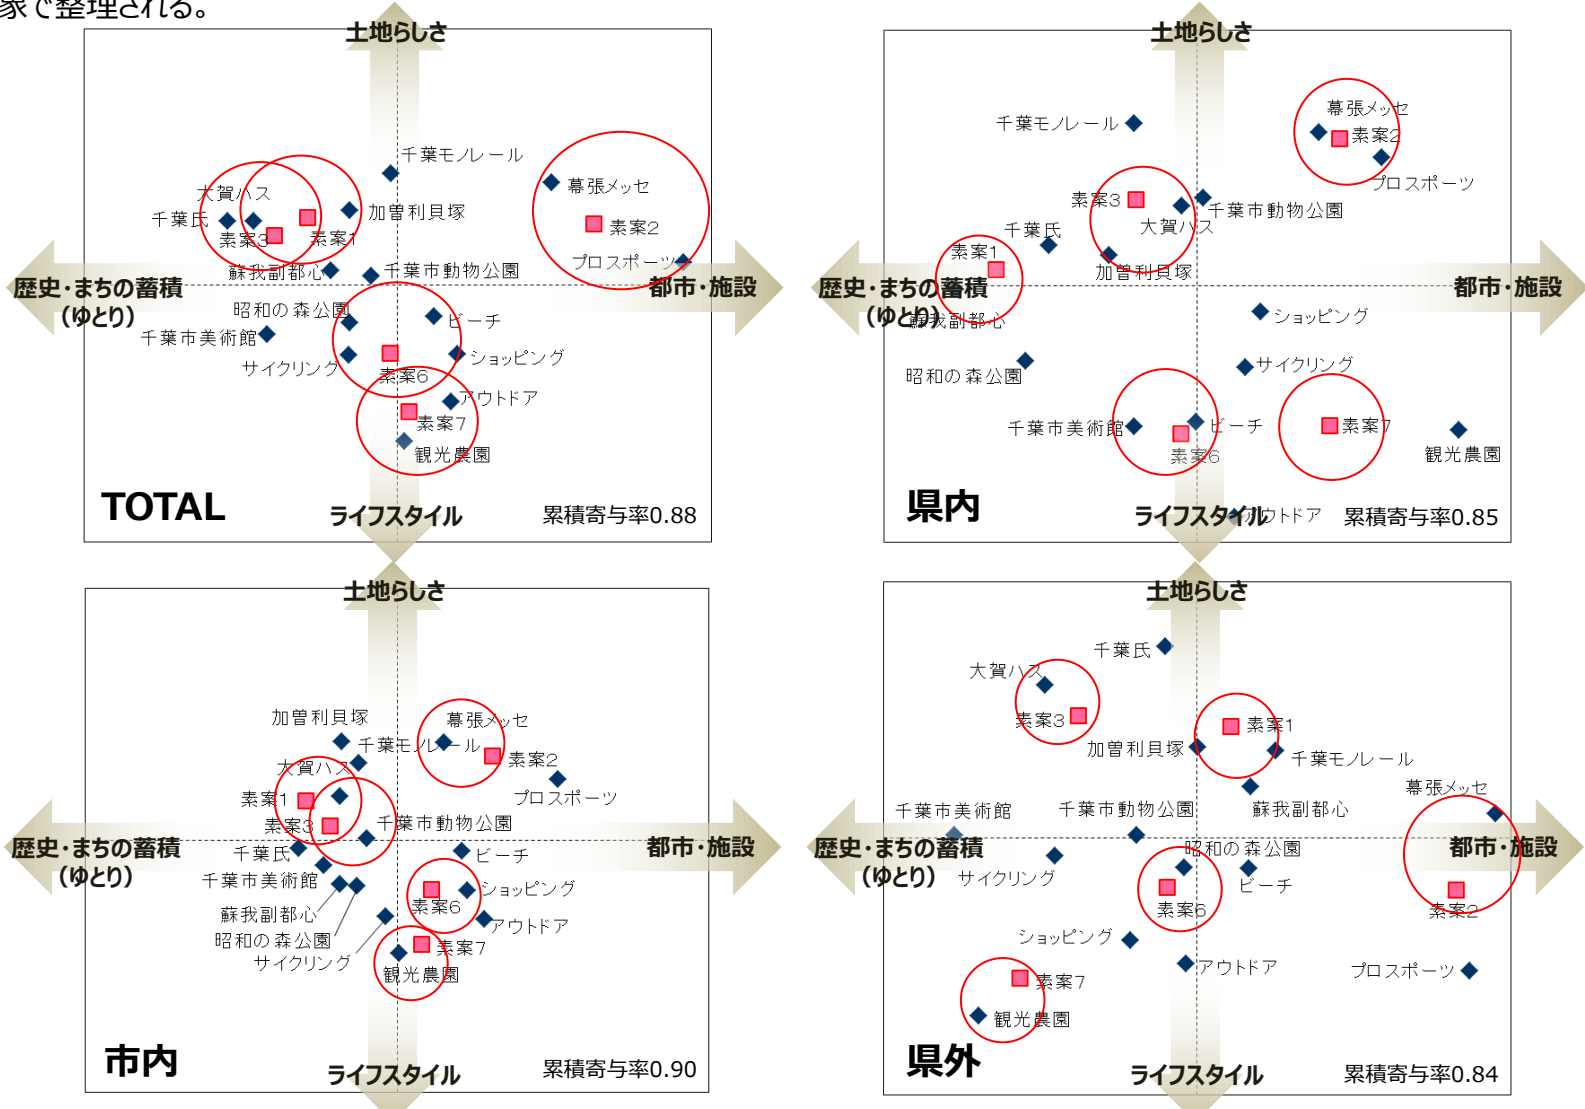 家で整理される。
土地らしさ
千葉モノレール
幕張メッセ
大賀ハス
千葉氏
加曽利貝塚
素案3
素案1
素案2
プロスポーツ
蘇我副都心
千葉市動物公園
歴史・まちの蓄積
(ゆとり)
都市・施設
昭和の森公園
ビーチ
千葉市美術館
サイクリング
ショッピング
素案6
アウトドア
素案7
観光農園
TOTAL
ライフスタイル
累積寄与率0.88
土地らしさ
幕張メッセ
千葉モノレール
素案2
プロスポーツ
素案3
千葉市動物公園
大賀ハス
千葉氏
素案1
加曽利貝塚
歴史・まちの蓄積
(ゆとり)
都市・施設
蘇我副都心
ショッピング
サイクリング
昭和の森公園
千葉市美術館
ビーチ
素案7
素案6
観光農園
県内
ライフスタイル
アウトドア
累積寄与率0.85
土地らしさ
加曽利貝塚
幕張メッセ
千葉モノレール
素案2
大賀ハス
素案1
プロスポーツ
素案3
千葉市動物公園
歴史・まちの蓄積
(ゆとり)
都市・施設
千葉氏
ビーチ
千葉市美術館
ショッピング
蘇我副都心
素案6
アウトドア
昭和の森公園
素案7
サイクリング
観光農園
市内
ライフスタイル
累積寄与率0.90
土地らしさ
千葉氏
大賀ハス
素案3
素案1
加曽利貝塚
千葉モノレール
幕張メッセ
千葉市美術館
千葉市動物公園
蘇我副都心
歴史・まちの蓄積
(ゆとり)
都市・施設
昭和の森公園
サイクリング
ビーチ
素案6
素案2
ショッピング
アウトドア
プロスポーツ
素案7
観光農園
県外
ライフスタイル
累積寄与率0.84